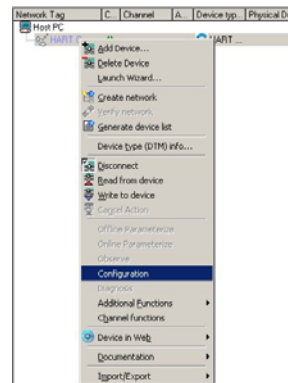 Network Tag C... Channel A... Device typ... Physical D
Host PC
HART C UART ...
Add Device...
Delete Device
Launch Wizard...
Create network
Verify network
Generate device list
Device type (DTM) info...
Disconnect
Read from device
Write to device
Cancel Action
Offline Parameterize
Online Parameterize
Observe
Configuration
Diagnosis
Additional Functions
Channel functions
Device in Web
Documentation
Import/Export